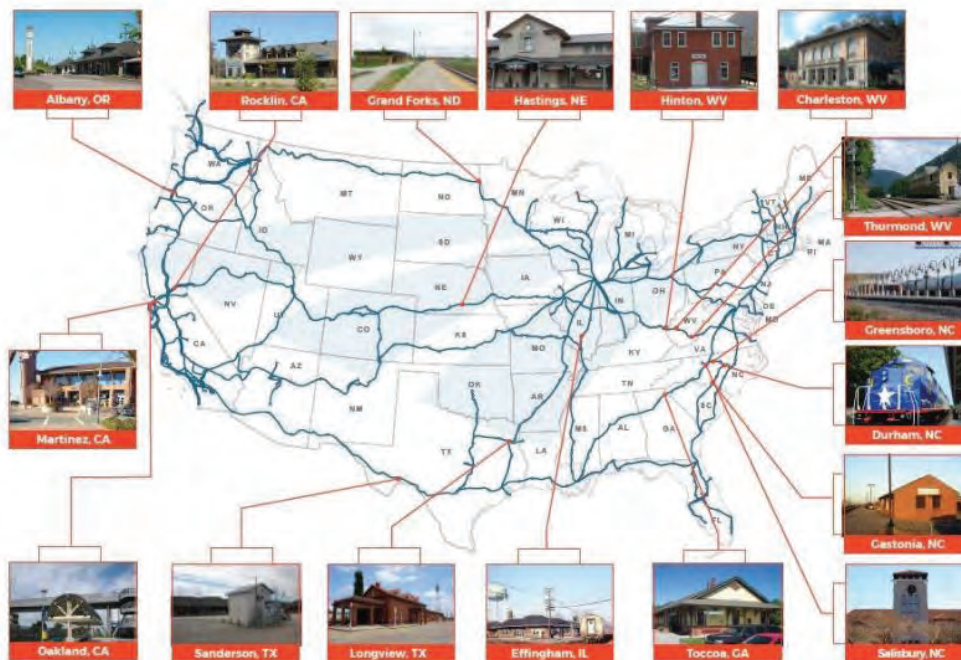 Albany, OR
Rocklin, CA
Grand Forks, ND
Hastings, NE
Hinton, WV
Charleston, WV
Thurmond, WV
Greensboro, NC
Durham, NC
Gastonia, NC
Salisbury, NC
Martinez, CA
Oakland, CA
Sanderson, TX
Longview, TX
Effingham, IL
Toccoa, GA
WA
OR
ID
MT
ND
MN
WI
MI
VT
NH
ME
MA
RI
NY
SD
WY
IA
NE
PA
NJ
OH
IN
IL
DE
MD
NV
UT
CO
KS
MO
WV
VA
KY
CA
AZ
NM
OK
AR
TN
NC
SC
TX
LA
MS
AL
GA
FL